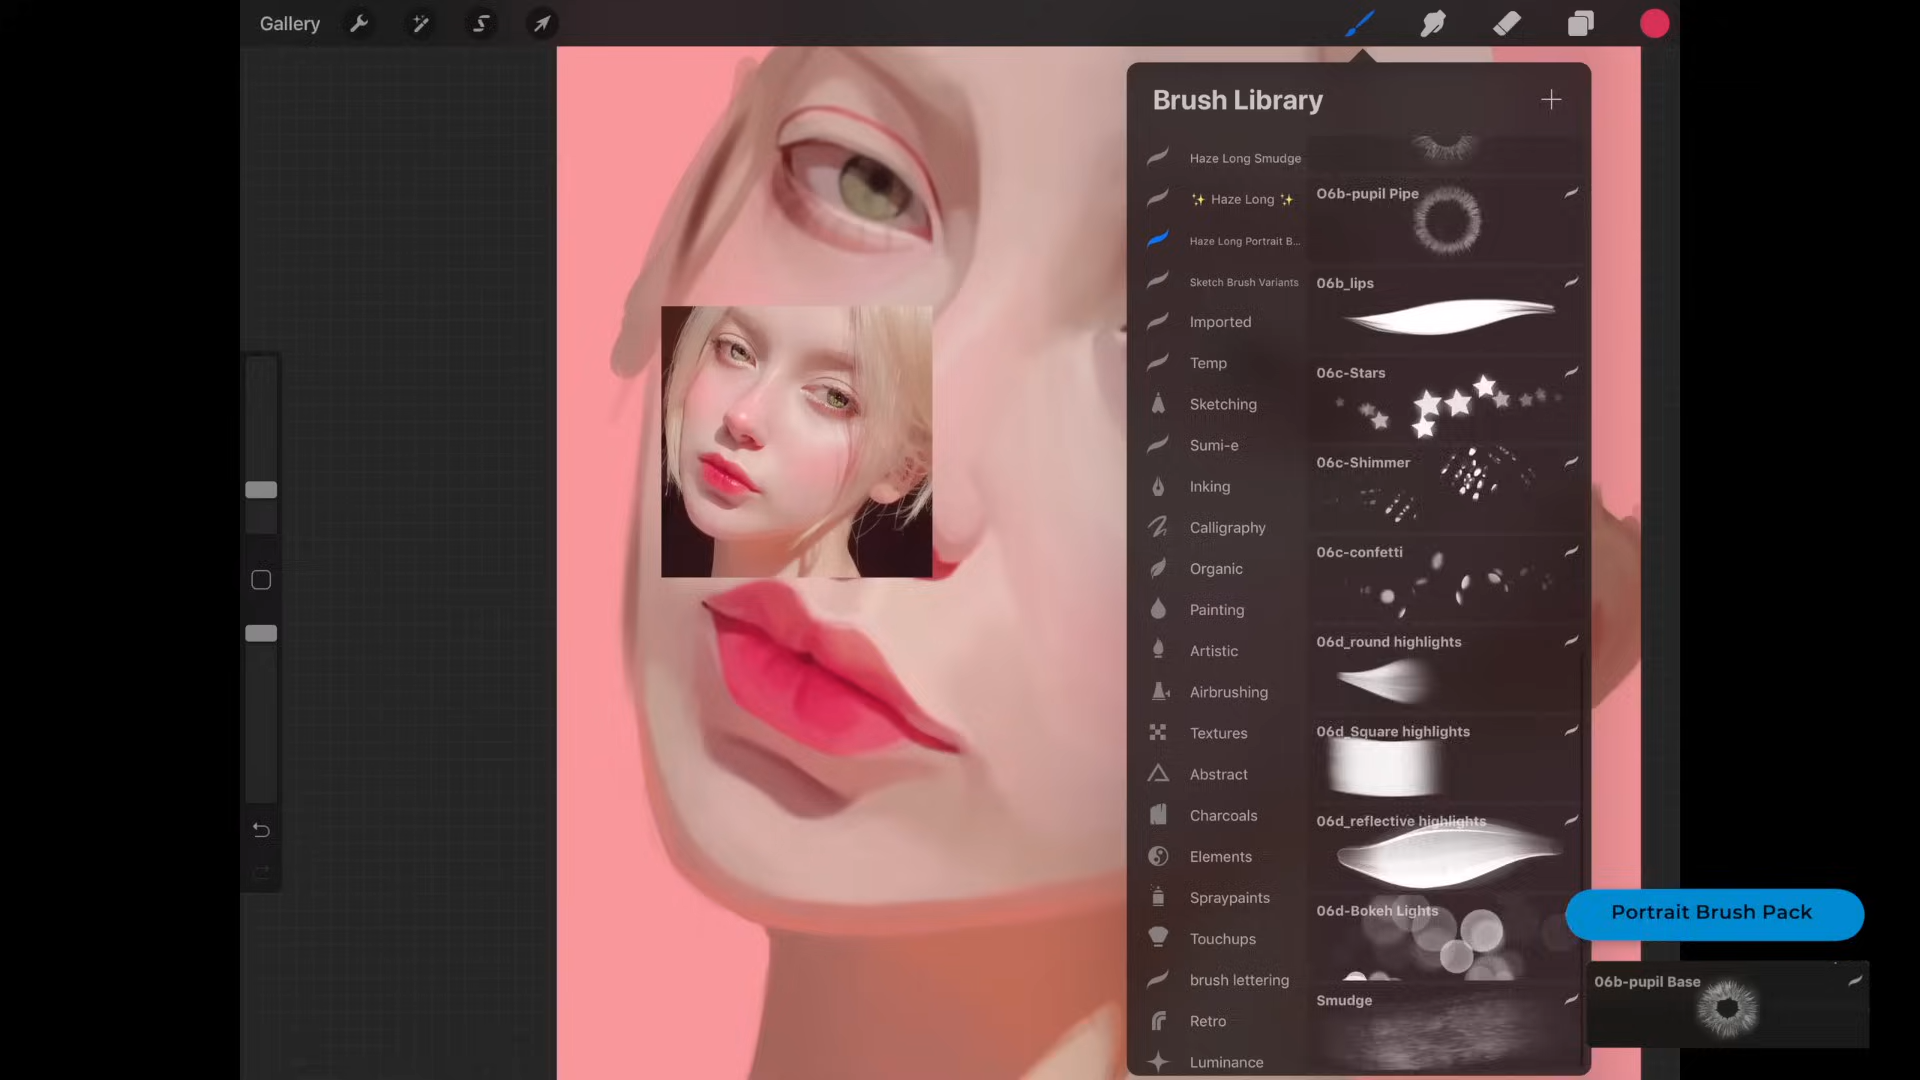 Gallery
Brush Library
Haze Long Smudge
✨ Haze Long ✨
Haze Long Portrait B...
Sketch Brush Variants
Imported
Temp
Sketching
Sumi-e
Inking
Calligraphy
Organic
Painting
Artistic
Airbrushing
Textures
Abstract
Charcoals
Elements
Spraypaints
Touchups
brush lettering
Retro
Luminance
O6b-pupil Pipe
06b_lips
06c-Stars
06c-Shimmer
06c-confetti
06d_round highlights
06d_Square highlights
06d_reflective highlights
06d-Bokeh Lights
Smudge
Portrait Brush Pack
06b-pupil Base